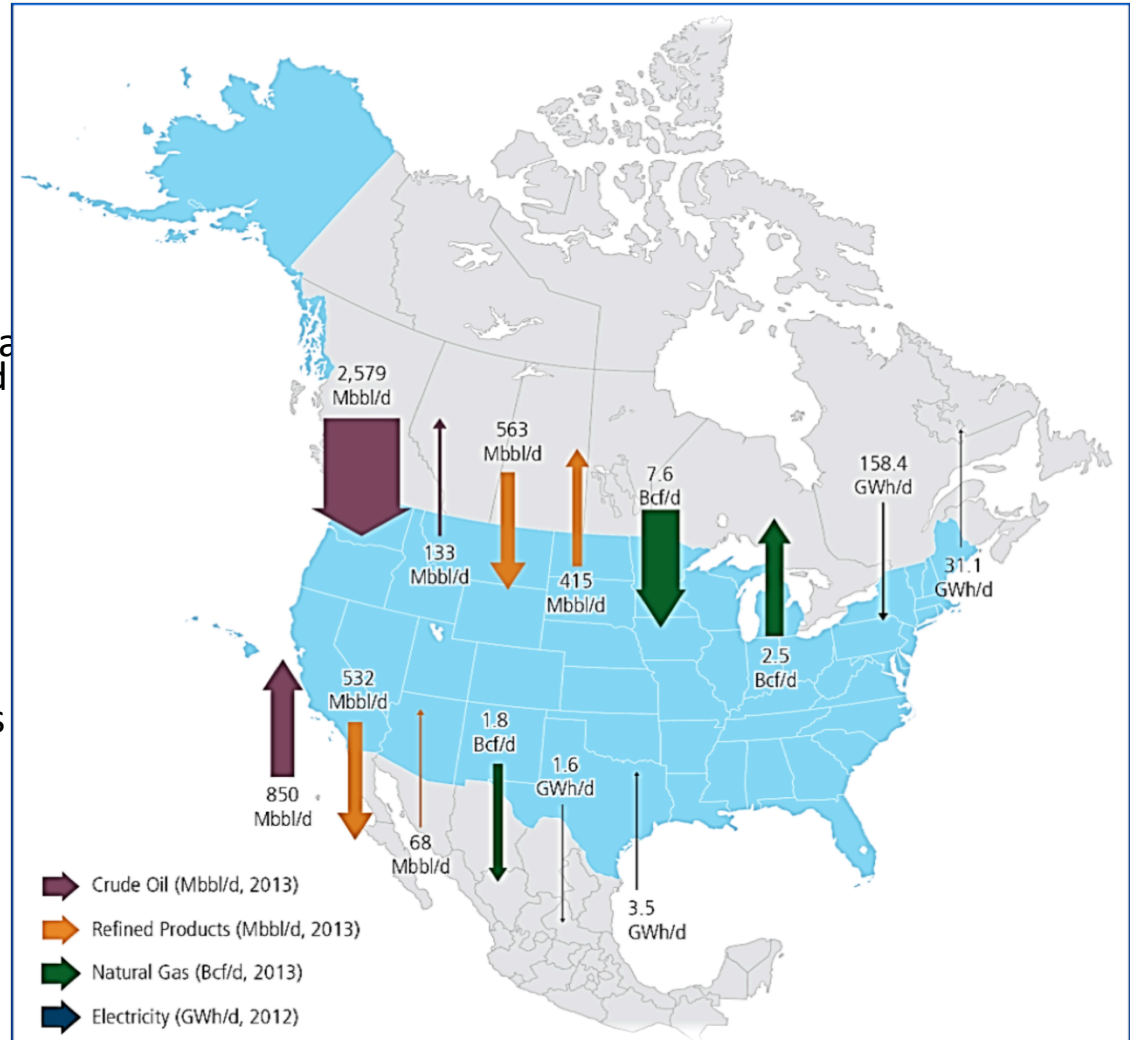 a
d
s
2,579
Mbbl/d
133
Mbbl/d
563
Mbbl/d
415
Mbbl/d
7.6
Bcf/d
2.5
Bcf/d
158.4
GWh/d
31.1
GWh/d
850
Mbbl/d
532
Mbbl/d
68
Mbbl/d
1.8
Bcf/d
1.6
GWh/d
3.5
GWh/d
Crude Oil (Mbbl/d, 2013)
Refined Products (Mbbl/d, 2013)
Natural Gas (Bcf/d, 2013)
Electricity (GWh/d, 2012)